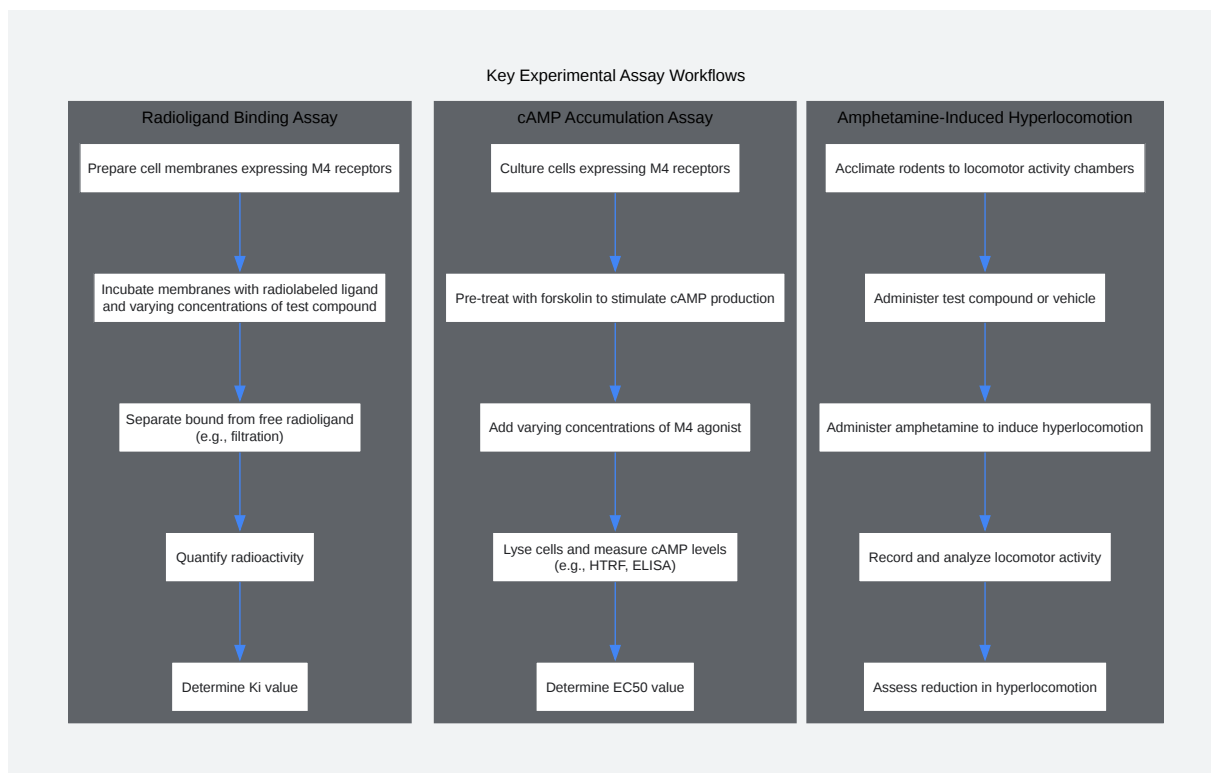 Key Experimental Assay Workflows
Radioligand Binding Assay
Prepare cell membranes expressing M4 receptors
Incubate membranes with radiolabeled ligand
and varying concentrations of test compound
Separate bound from free radioligand
(e.g., filtration)
Quantify radioactivity
Determine Ki value
cAMP Accumulation Assay
Culture cells expressing M4 receptors
Pre-treat with forskolin to stimulate cAMP production
Add varying concentrations of M4 agonist
Lyse cells and measure cAMP levels
(e.g., HTRF, ELISA)
Determine EC50 value
Amphetamine-Induced Hyperlocomotion
Acclimate rodents to locomotor activity chambers
Administer test compound or vehicle
Administer amphetamine to induce hyperlocomotion
Record and analyze locomotor activity
Assess reduction in hyperlocomotion